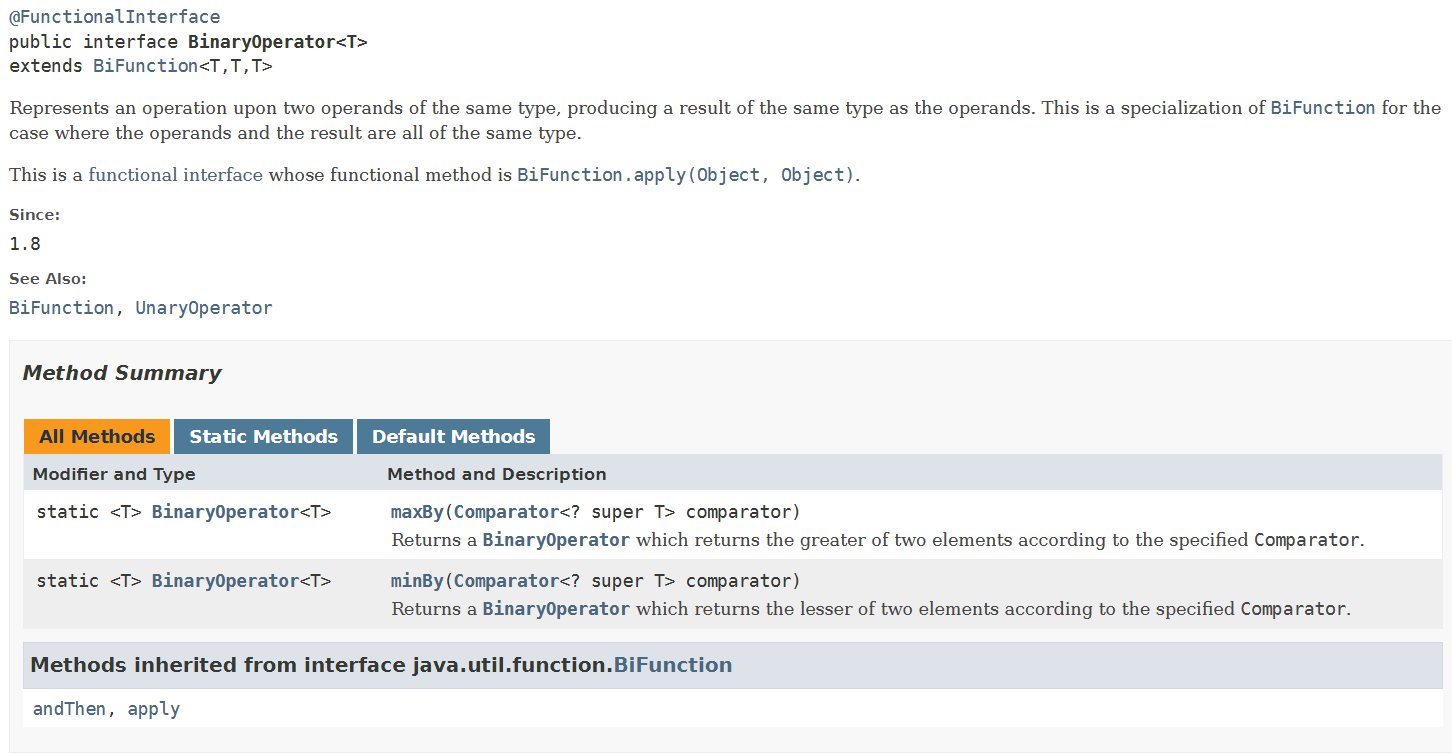 @FunctionalInterface
public interface BinaryOperator<T>
extends BiFunction<T,T,T>
Represents an operation upon two operands of the same type, producing a result of the same type as the operands. This is a specialization of BiFunction for the
case where the operands and the result are all of the same type.
This is a functional interface whose functional method is BiFunction.apply(Object, Object).
Since:
1.8
See Also:
BiFunction, UnaryOperator
Method Summary
All Methods Static Methods Default Methods
Modifier and Type Method and Description
static <T> BinaryOperator<T> maxBy(Comparator<? super T> comparator)
Returns a BinaryOperator which returns the greater of two elements according to the specified Comparator.
static <T> BinaryOperator<T> minBy(Comparator<? super T> comparator)
Returns a BinaryOperator which returns the lesser of two elements according to the specified Comparator.
Methods inherited from interface java.util.function.BiFunction
andThen, apply